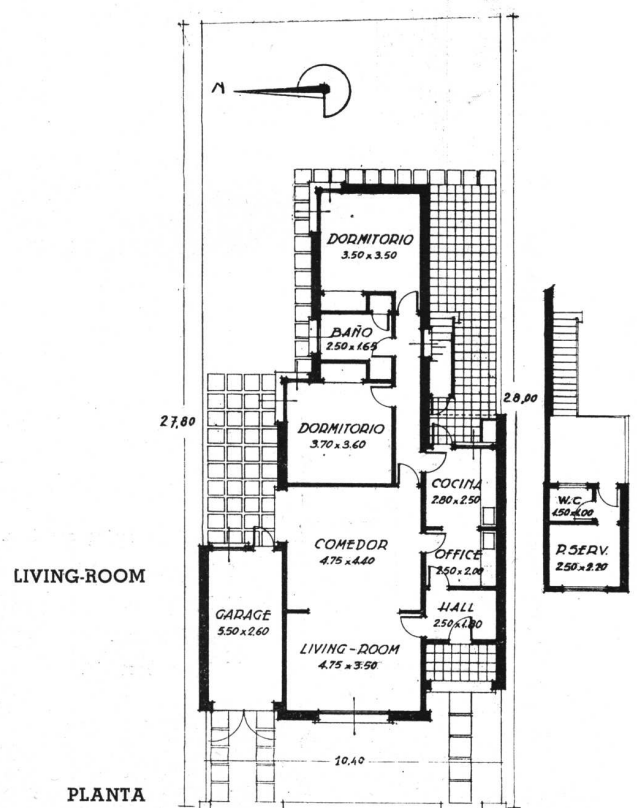 N
DORMITORIO
3.50 x 3.50
BAÑO
2.50 x 1.65
27,80
28,00
DORMITORIO
3.70 x 3.60
COCINA
2.80 x 2.50
W.C
1.50x1.00
COMEDOR
4.75 x 4.40
OFFICE
2.50 x 2.00
P.SERV.
2.50 x 2.20
LIVING-ROOM
GARAGE
5.50 x 2.60
HALL
2.50 x 1.80
LIVING-ROOM
4.75 x 3.50
10,40
PLANTA